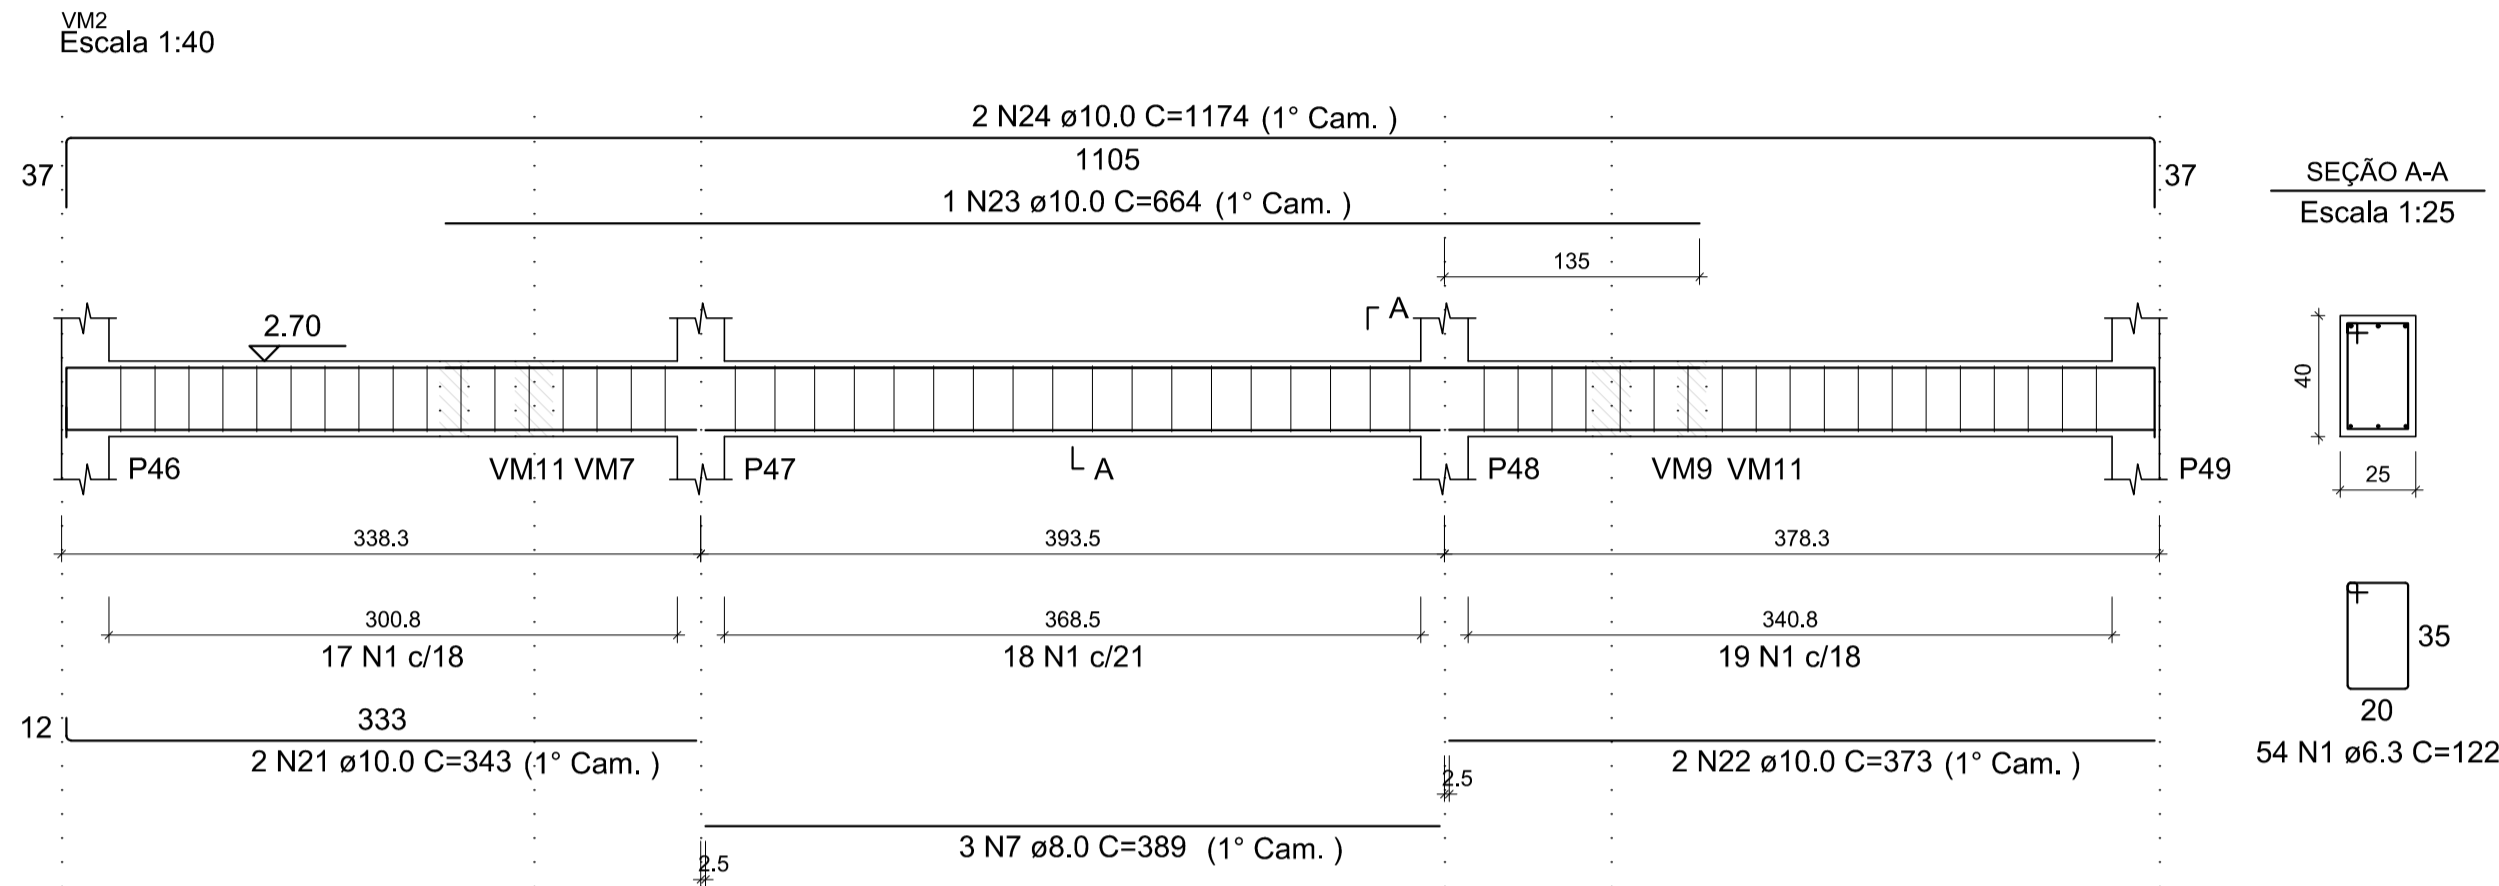 VM2
Escala 1:40
2 N24 ø10.0 C=1174 (1° Cam. )
37
1105
37
1 N23 ø10.0 C=664 (1° Cam. )
SEÇÃO A-A
Escala 1:25
135
A
2.70
40
P46
VM11 VM7
P47
A
P48
VM9 VM11
P49
25
338.3
393.5
378.3
300.8
368.5
340.8
17 N1 c/18
18 N1 c/21
19 N1 c/18
35
20
12
333
2 N21 ø10.0 C=343 (1° Cam. )
2.5
2 N22 ø10.0 C=373 (1° Cam. )
54 N1 ø6.3 C=122
3 N7 ø8.0 C=389 (1° Cam. )
2.5